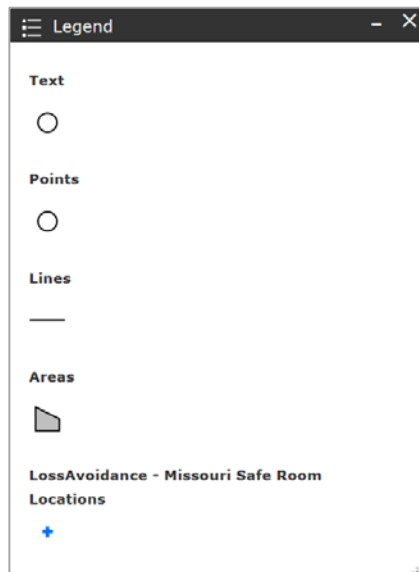 Legend
Text
Points
Lines
Areas
LossAvoidance - Missouri Safe Room
Locations